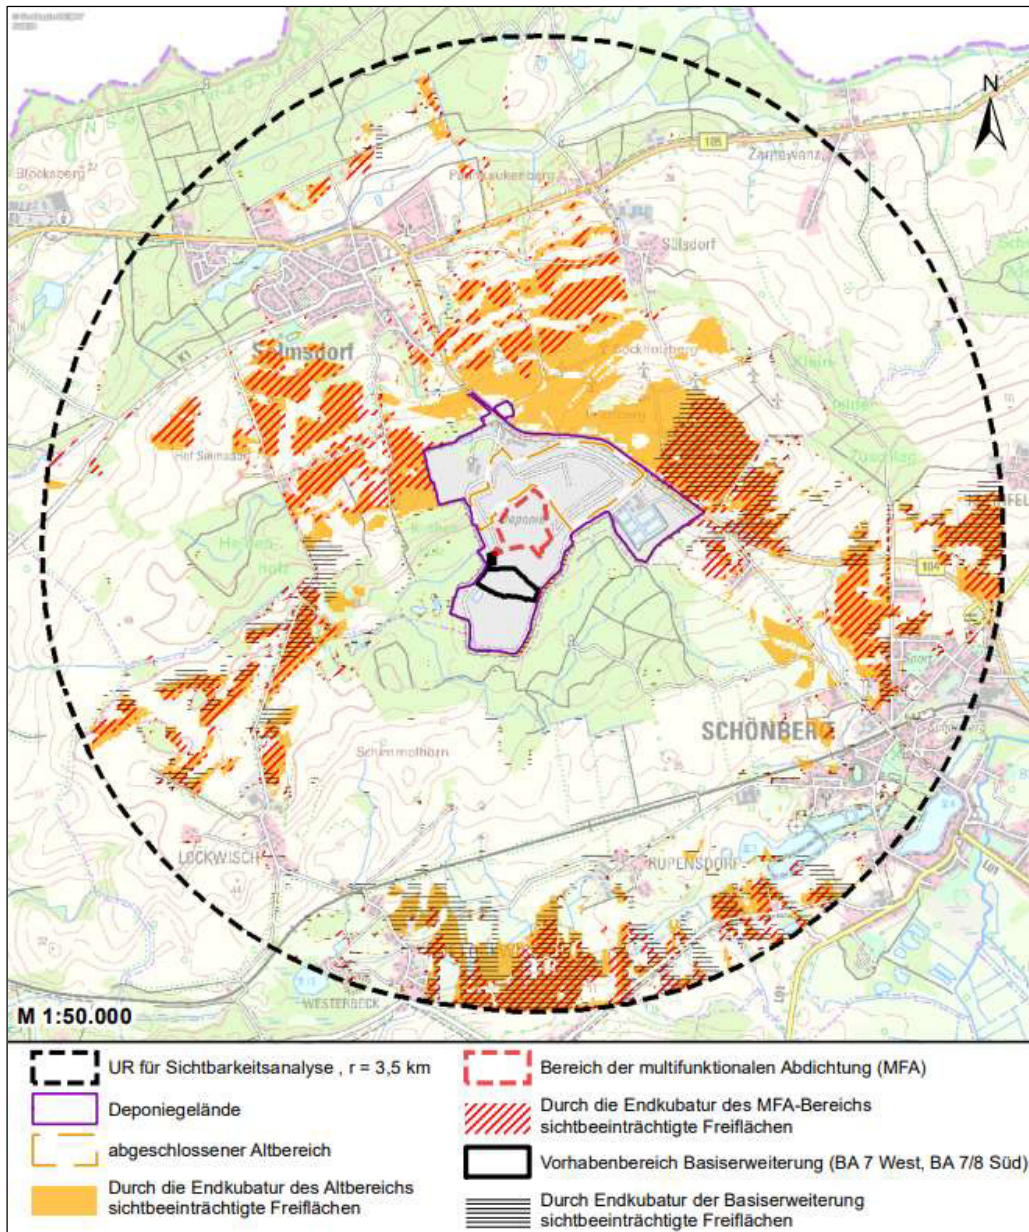 N
105
Zarnewanz
Sülsdorf
Selmsdorf
Hof Selmsdorf
Bockholzberg
Deponie
104
SCHÖNBERG
Schimmelhorn
LOCKWISCH
RUPENSDORF
L01
L01
WESTERBECK
M 1:50.000
UR für Sichtbarkeitsanalyse , r = 3,5 km
Deponiegelände
abgeschlossener Altbereich
Durch die Endkubatur des Altbereichs
sichtbeeinträchtigte Freiflächen
Bereich der multifunktionalen Abdichtung (MFA)
Durch die Endkubatur des MFA-Bereichs
sichtbeeinträchtigte Freiflächen
Vorhabenbereich Basiserweiterung (BA 7 West, BA 7/8 Süd)
Durch Endkubatur der Basiserweiterung
sichtbeeinträchtigte Freiflächen